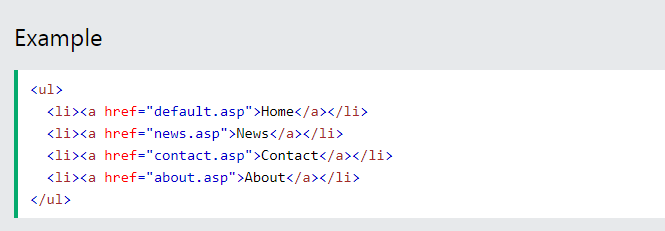 Example
<ul>
  <li><a href="default.asp">Home</a></li>
  <li><a href="news.asp">News</a></li>
  <li><a href="contact.asp">Contact</a></li>
  <li><a href="about.asp">About</a></li>
</ul>